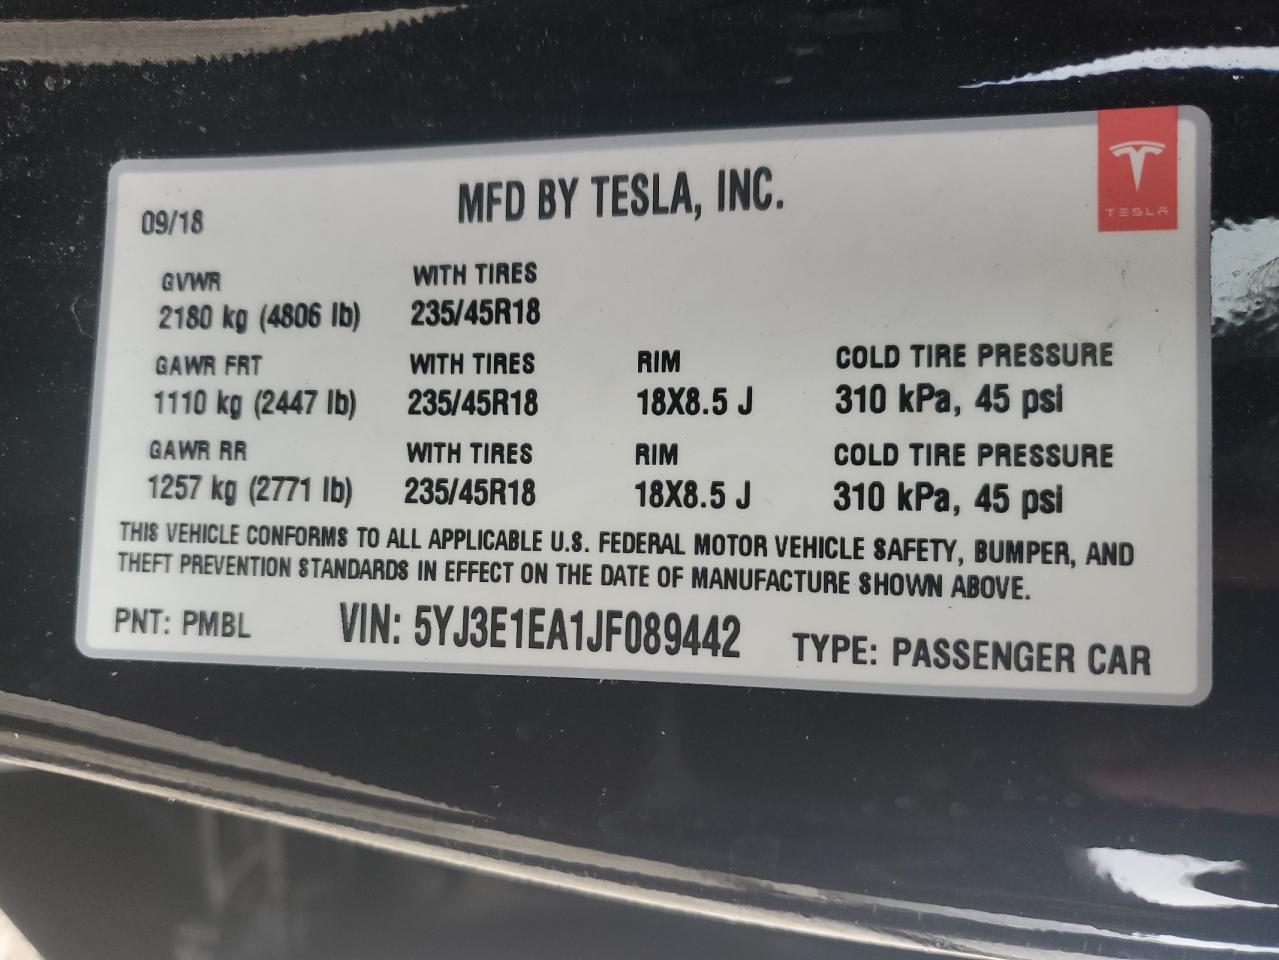 TESLA
MFD BY TESLA, INC.
09/18
GVWR WITH TIRES
2180 kg (4806 lb) 235/45R18
GAWR FRT WITH TIRES RIM COLD TIRE PRESSURE
1110 kg (2447 lb) 235/45R18 18X8.5 J 310 kPa, 45 psi
GAWR RR WITH TIRES RIM COLD TIRE PRESSURE
1257 kg (2771 lb) 235/45R18 18X8.5 J 310 kPa, 45 psi
THIS VEHICLE CONFORMS TO ALL APPLICABLE U.S. FEDERAL MOTOR VEHICLE SAFETY, BUMPER, AND
THEFT PREVENTION STANDARDS IN EFFECT ON THE DATE OF MANUFACTURE SHOWN ABOVE.
PNT: PMBL VIN: 5YJ3E1EA1JF089442 TYPE: PASSENGER CAR